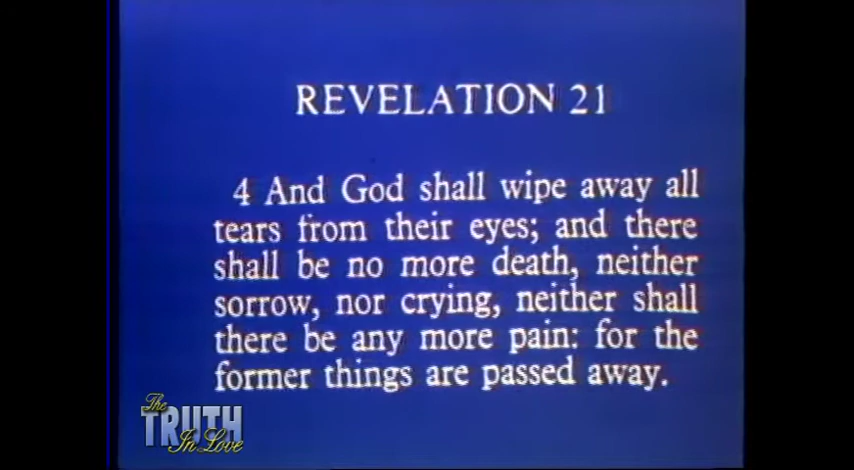 REVELATION 21
4 And God shall wipe away all
tears from their eyes; and there
shall be no more death, neither
sorrow, nor crying, neither shall
there be any more pain: for the
former things are passed away.
The
TRUTH
In Love